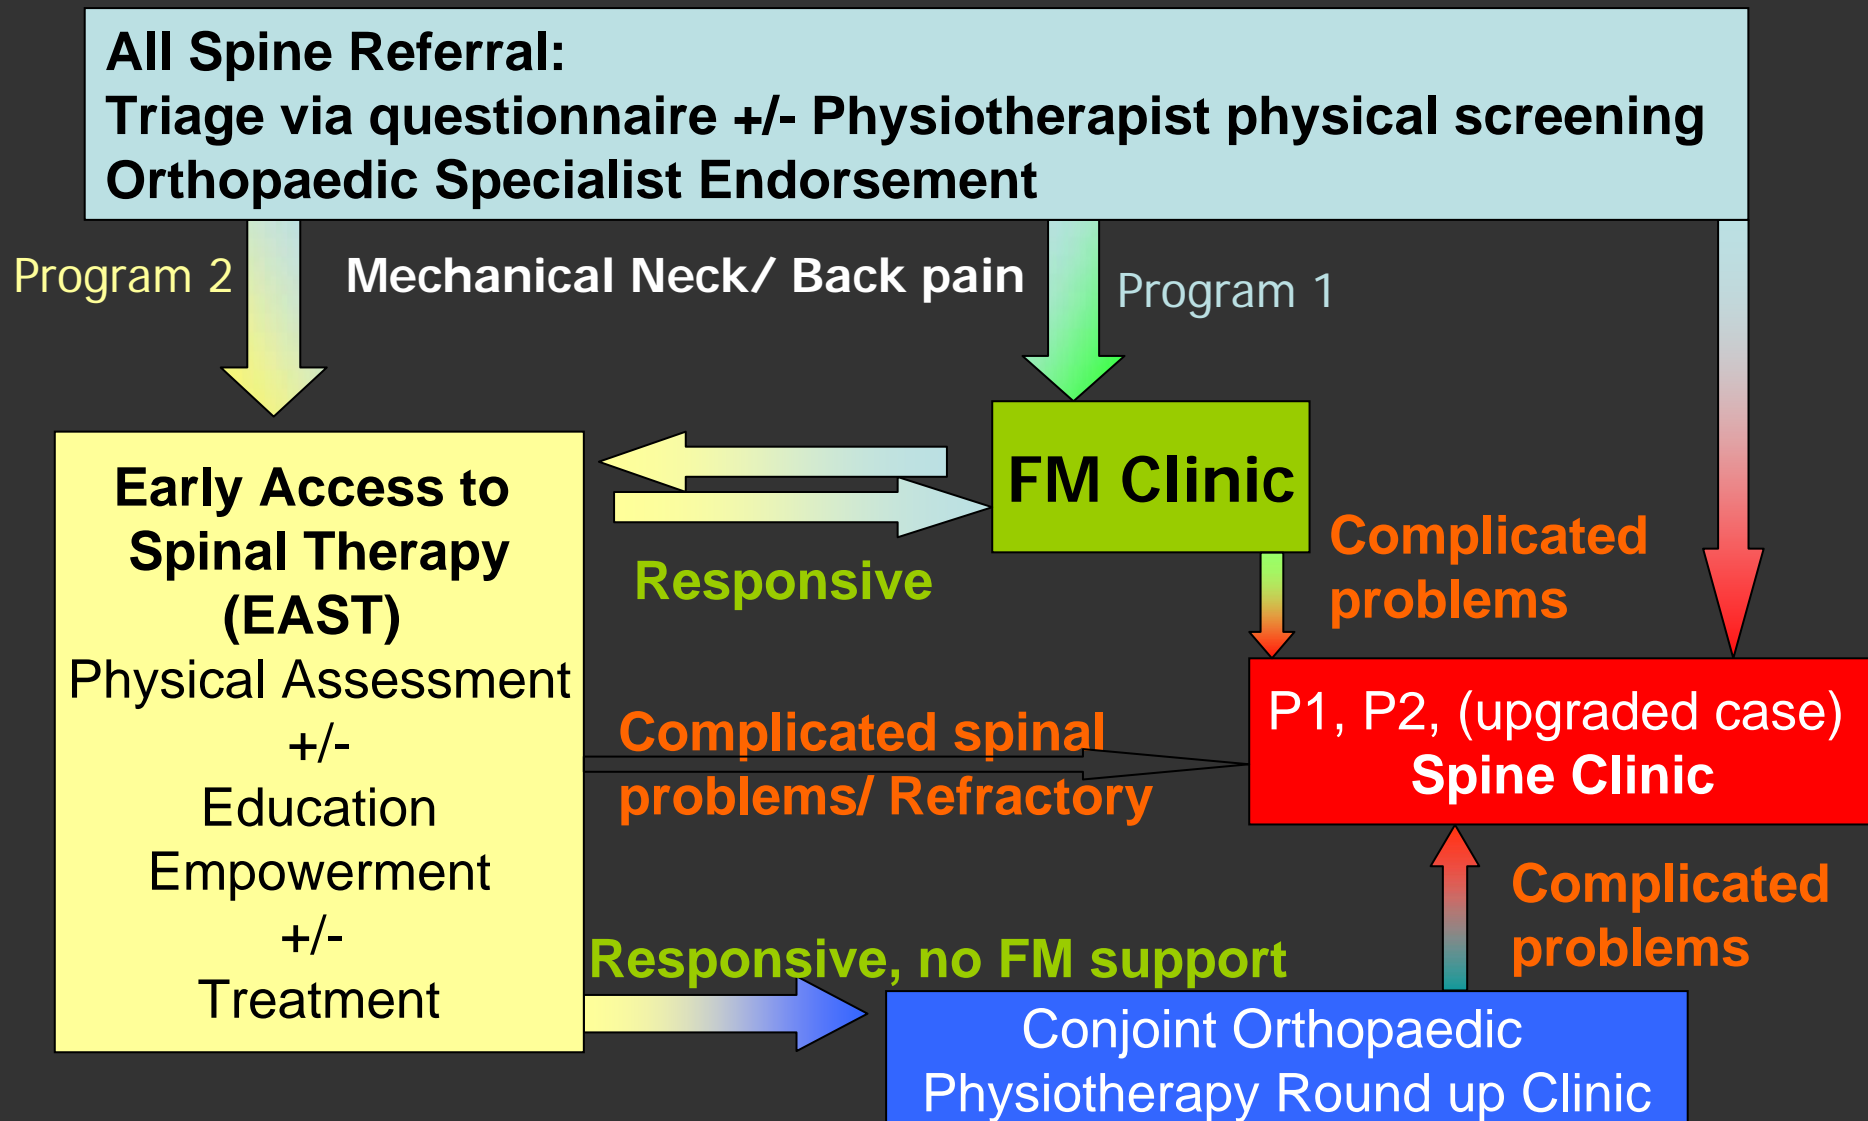 All Spine Referral:
Triage via questionnaire +/- Physiotherapist physical screening
Orthopaedic Specialist Endorsement
Program 2
Mechanical Neck/ Back pain
Program 1
Early Access to
Spinal Therapy
(EAST)
Physical Assessment
+/-
Education
Empowerment
+/-
Treatment
FM Clinic
Responsive
Complicated
problems
Complicated spinal
problems/ Refractory
P1, P2, (upgraded case)
Spine Clinic
Complicated
problems
Responsive, no FM support
Conjoint Orthopaedic
Physiotherapy Round up Clinic